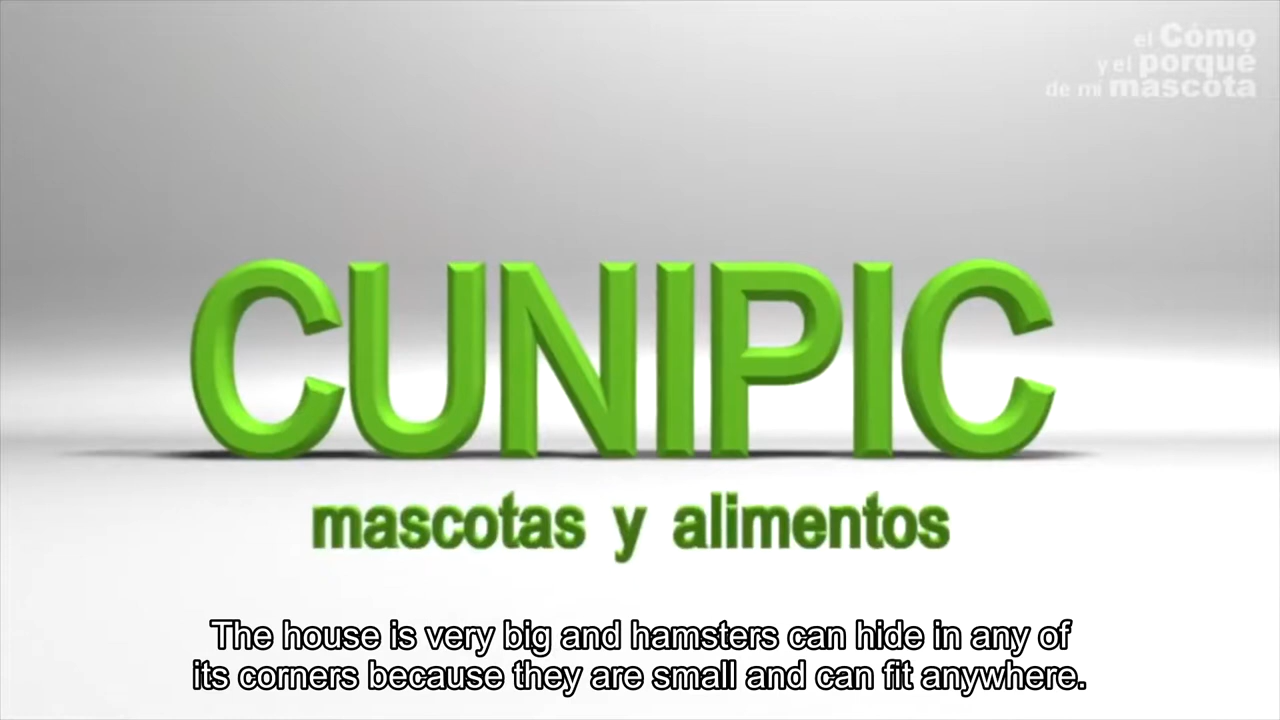 el Cómo
y el porqué
de mi mascota
CUNIPIC
mascotas y alimentos
The house is very big and hamsters can hide in any of
its corners because they are small and can fit anywhere.